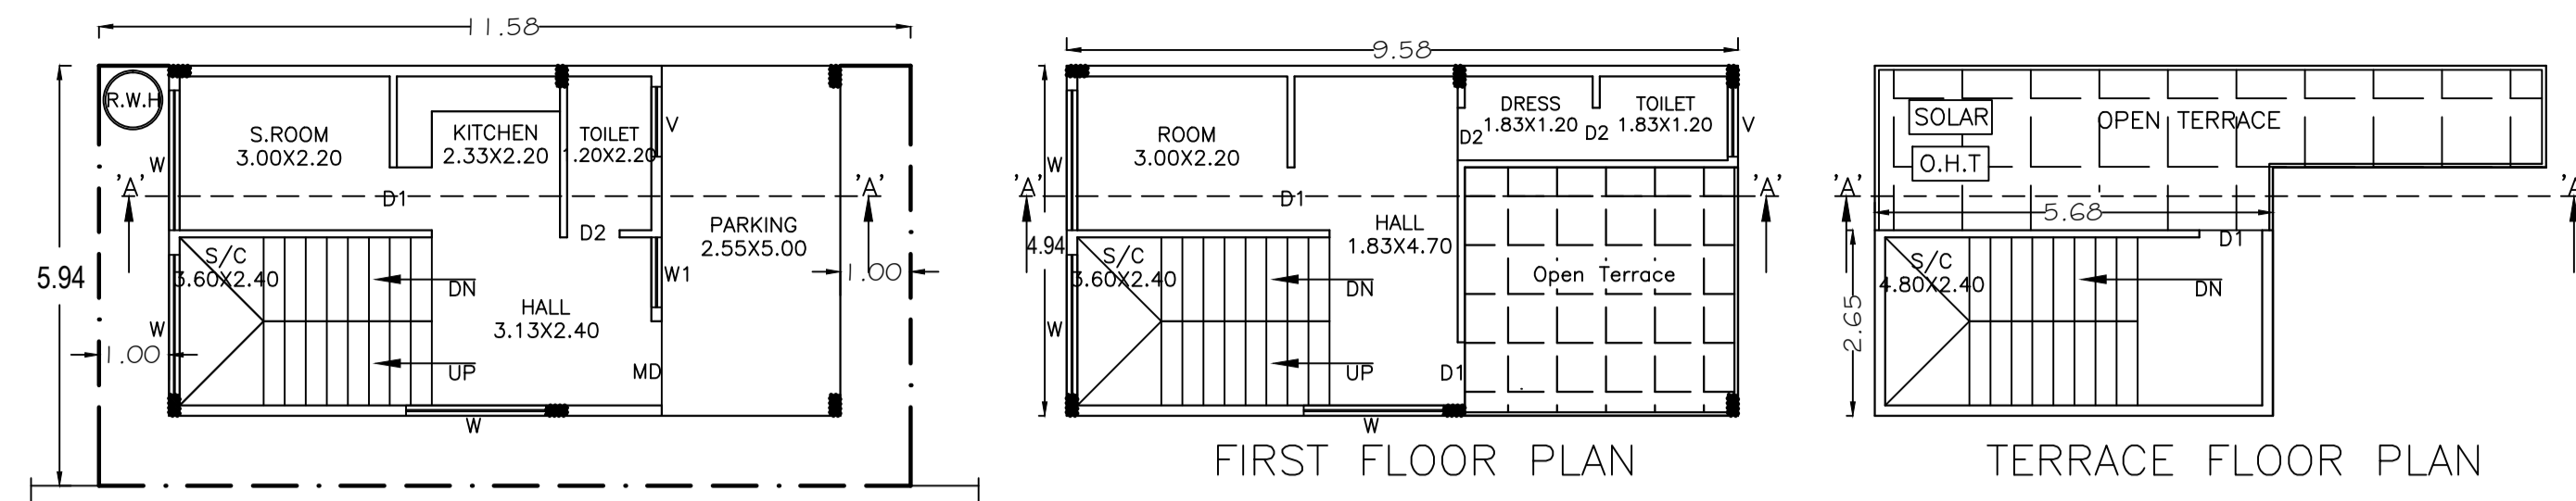 11.58
R.W.H
S.ROOM
3.00X2.20
KITCHEN
2.33X2.20
TOILET
1.20X2.20
V
W
'A'
'A'
D1
D2
PARKING
2.55X5.00
5.94
S/C
3.60X2.40
DN
W1
1.00
HALL
3.13X2.40
W
1.00
UP
MD
W
9.58
ROOM
3.00X2.20
DRESS
1.83X1.20
D2
D2
TOILET
1.83X1.20
V
W
'A'
'A'
D1
HALL
1.83X4.70
4.94
S/C
3.60X2.40
DN
Open Terrace
W
UP
D1
W
FIRST FLOOR PLAN
SOLAR
OPEN TERRACE
O.H.T
'A'
'A
5.68
D1
S/C
4.80X2.40
DN
2.65
TERRACE FLOOR PLAN